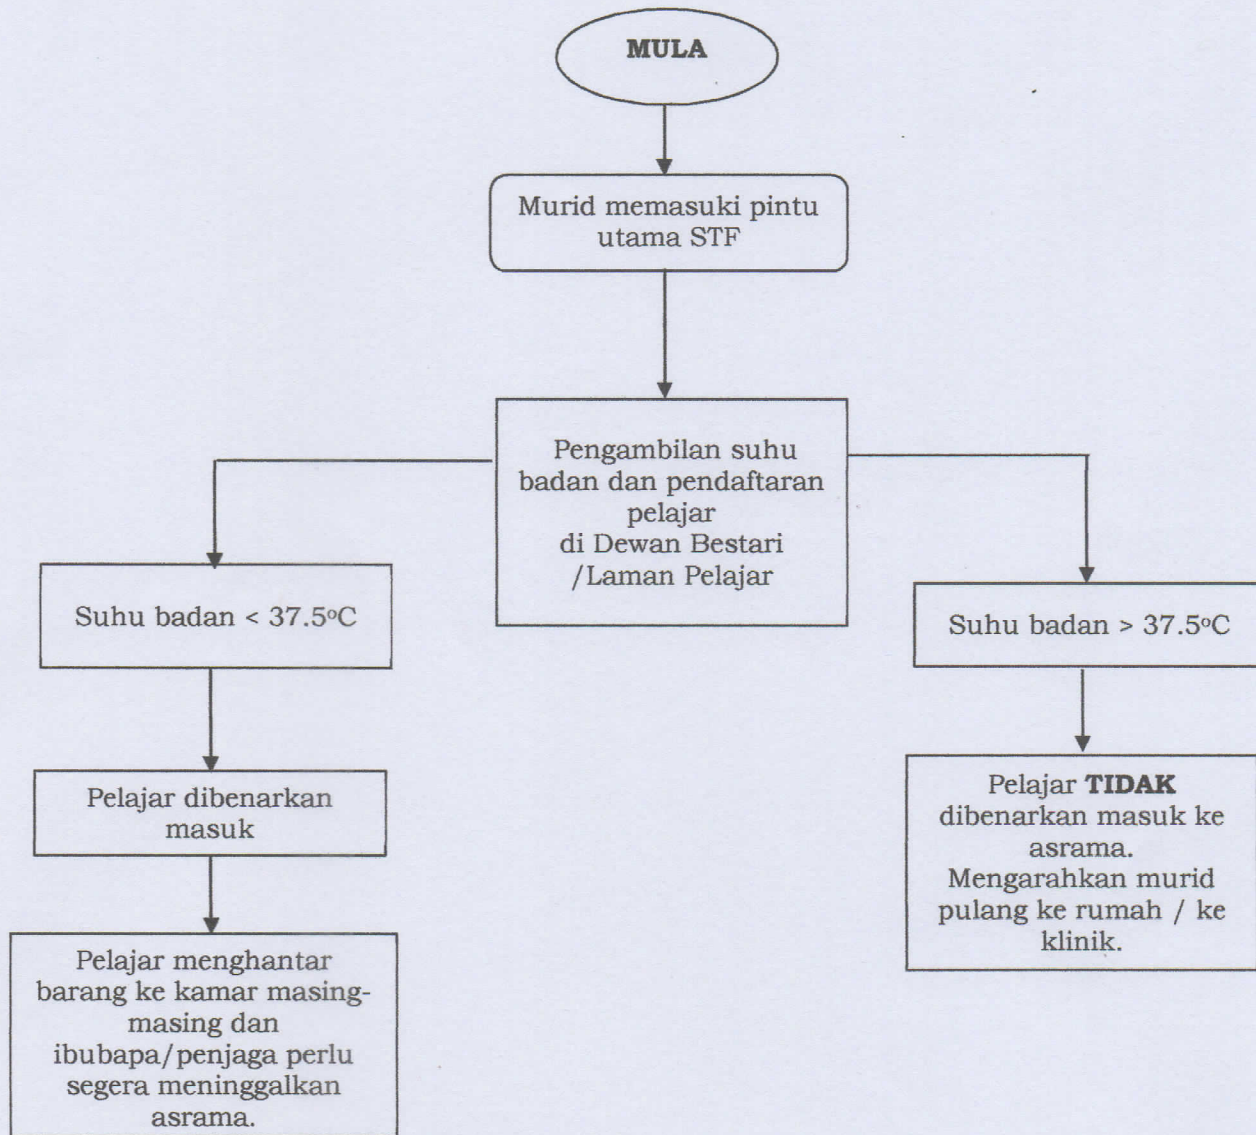 MULA
Murid memasuki pintu
utama STF
Pengambilan suhu
badan dan pendaftaran
pelajar
di Dewan Bestari
/Laman Pelajar
Suhu badan < 37.5ºC
Pelajar dibenarkan
masuk
Pelajar menghantar
barang ke kamar masing-
masing dan
ibubapa/penjaga perlu
segera meninggalkan
asrama.
Suhu badan > 37.5ºC
Pelajar TIDAK
dibenarkan masuk ke
asrama.
Mengarahkan murid
pulang ke rumah / ke
klinik.